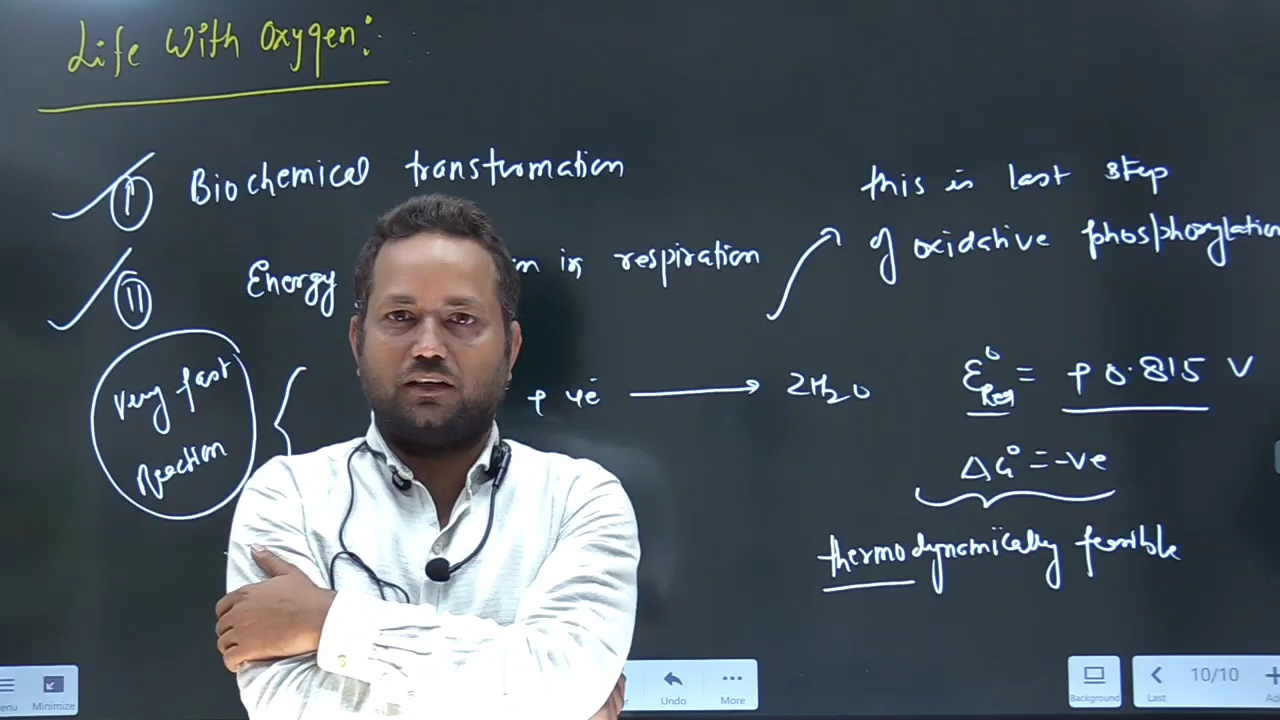 Life with oxygen:
I Biochemical transformation
this is last step
of oxidative phosphorylation
II Energy in respiration
Very fast
Reaction
+ 4e⁻ → 2H₂O
E°Red = +0.815 V
ΔG° = -ve
thermodynamically feasible
Menu Minimize
Undo More
Background
Last 10/10